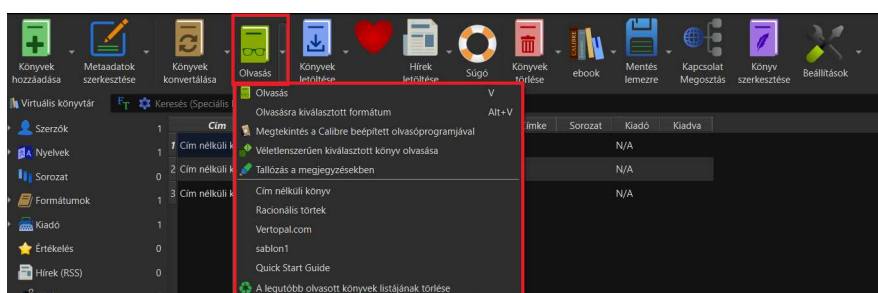 Könyvek
hozzáadása
Metaadatok
szerkesztése
Könyvek
konvertálása
Olvasás
Könyvek
letöltése
Hírek
letöltése
Súgó
Könyvek
törlése
CALIBRE
ebook
Mentés
lemezre
Kapcsolat
Megosztás
Könyv
szerkesztése
Beállítások
Virtuális könyvtár
FT
Keresés (Speciális
Szerzők 1
Nyelvek 1
Sorozat 0
Formátumok 1
Kiadó 1
Értékelés 0
Hírek (RSS) 0
Cím
Címke Sorozat Kiadó Kiadva
1 Cím nélküli k N/A
2 Cím nélküli k N/A
3 Cím nélküli k N/A
Olvasás V
Olvasásra kiválasztott formátum Alt+V
Megtekintés a Calibre beépített olvasóprogramjával
Véletlenszerűen kiválasztott könyv olvasása
Tallózás a megjegyzésekben
Cím nélküli könyv
Racionális törtek
Vertopal.com
sablon1
Quick Start Guide
A legutóbb olvasott könyvek listájának törlése